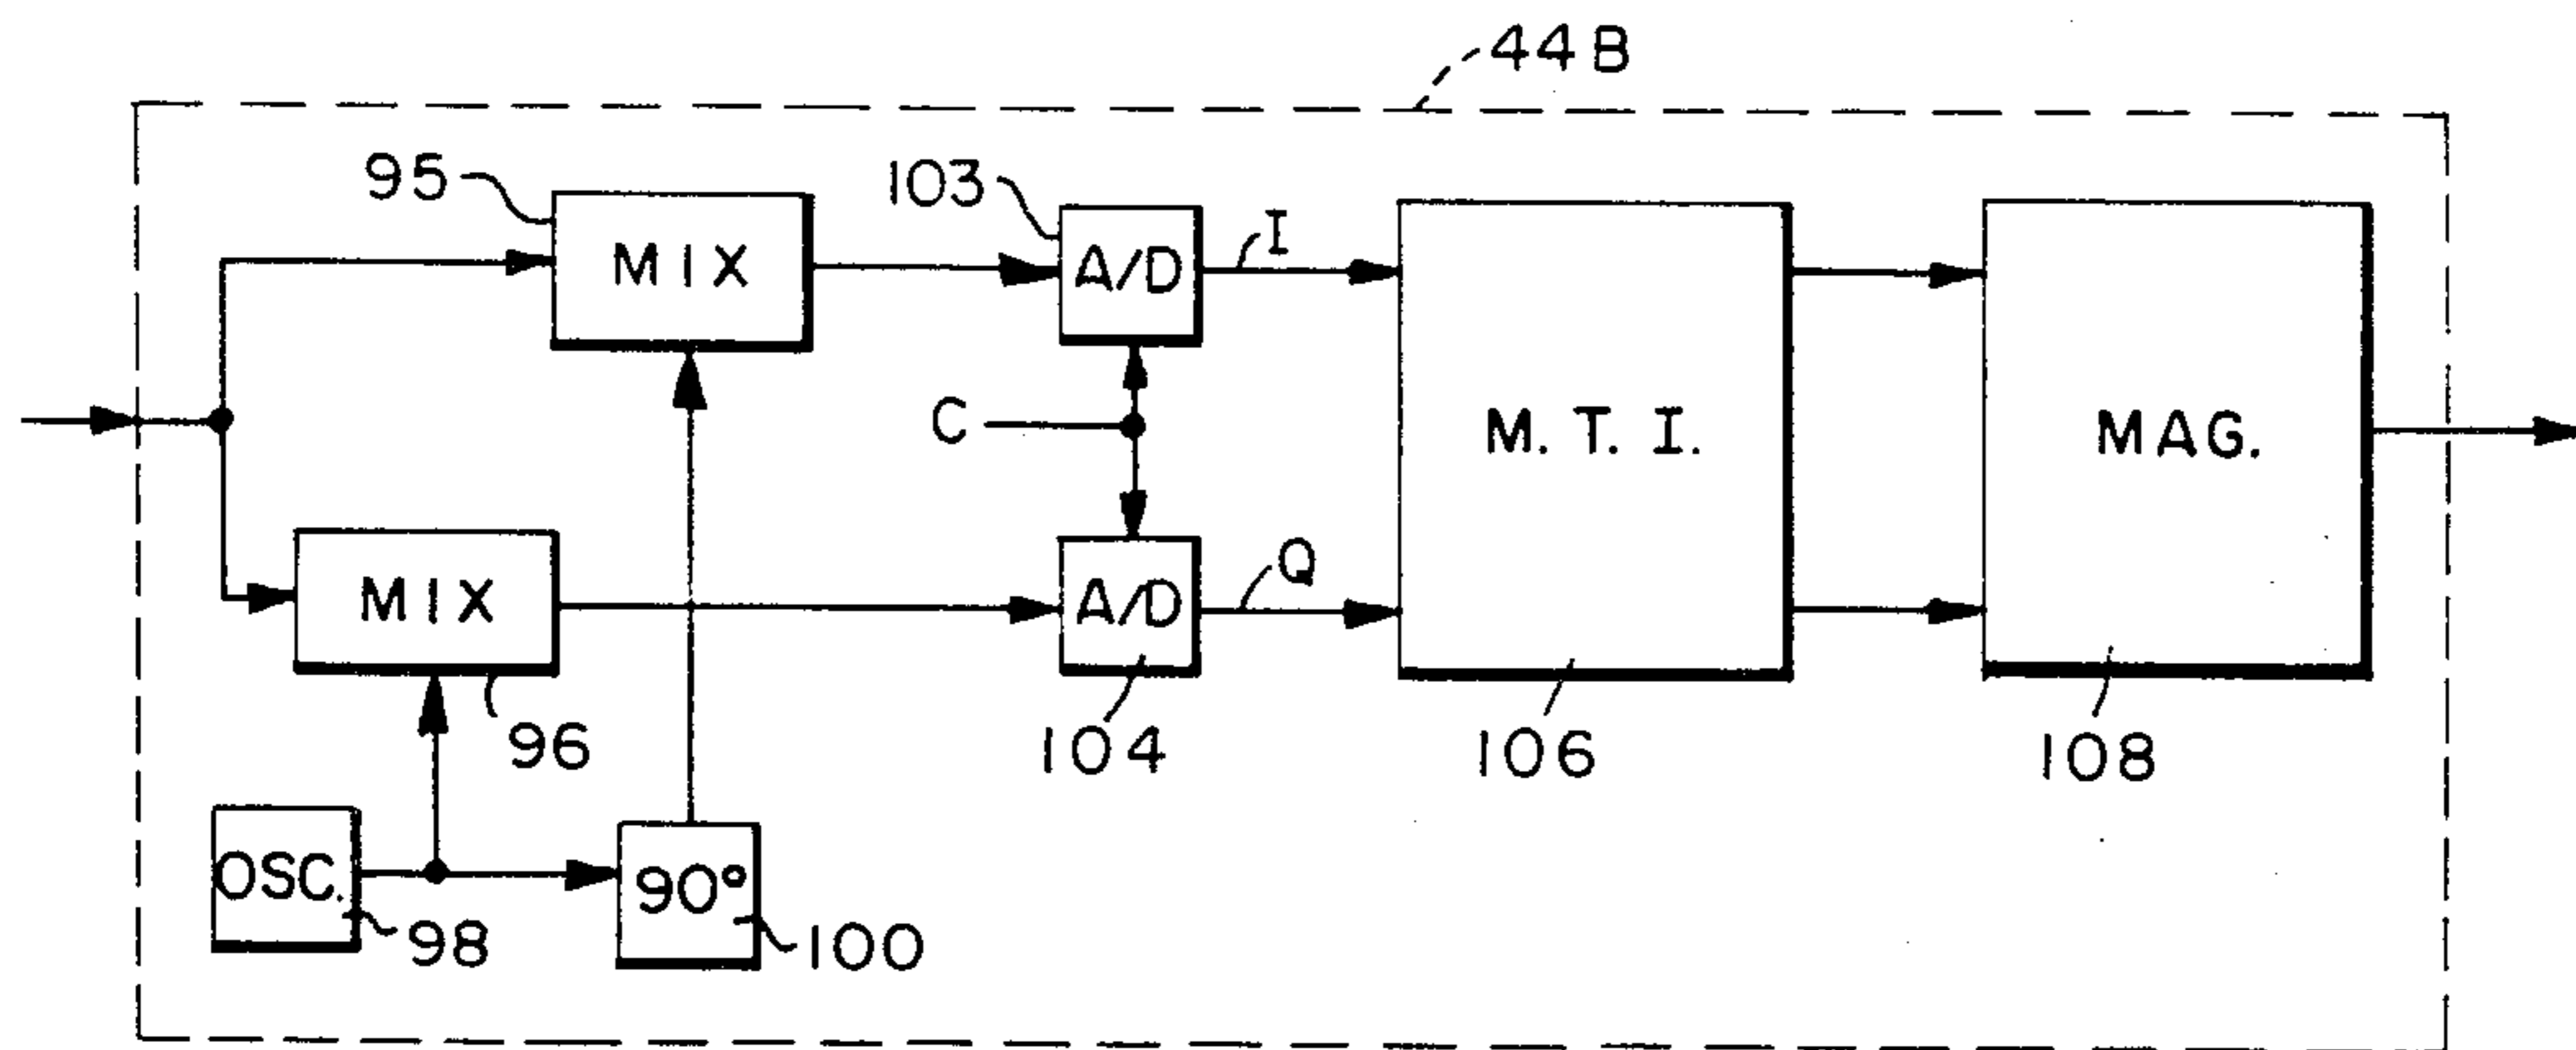 44B
95
MIX
103
A/D
I
M. T. I.
MAG.
C
MIX
96
A/D
104
Q
106
108
OSC.
98
90°
100